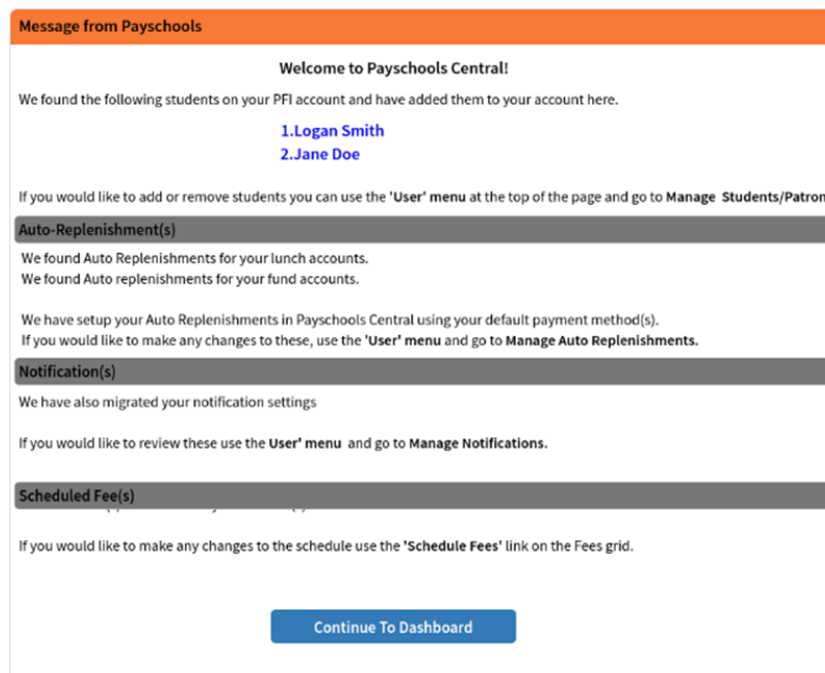 Message from Payschools
Welcome to Payschools Central!
We found the following students on your PFI account and have added them to your account here.
1.Logan Smith
2.Jane Doe
If you would like to add or remove students you can use the 'User' menu at the top of the page and go to Manage Students/Patron
Auto-Replenishment(s)
We found Auto Replenishments for your lunch accounts.
We found Auto replenishments for your fund accounts.
We have setup your Auto Replenishments in Payschools Central using your default payment method(s).
If you would like to make any changes to these, use the 'User' menu and go to Manage Auto Replenishments.
Notification(s)
We have also migrated your notification settings
If you would like to review these use the User' menu and go to Manage Notifications.
Scheduled Fee(s)
If you would like to make any changes to the schedule use the 'Schedule Fees' link on the Fees grid.
Continue To Dashboard